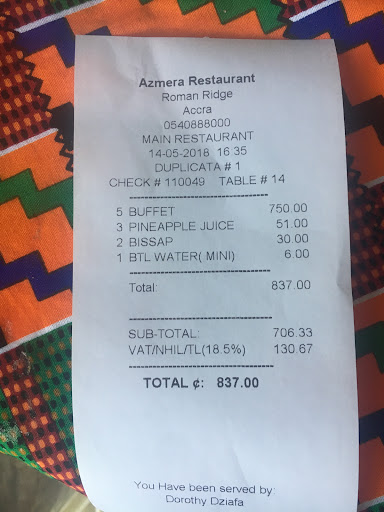 Azmera Restaurant
Roman Ridge
Accra
0540888000
MAIN RESTAURANT
14-05-2018 16 35
DUPLICATA # 1
CHECK # 110049 TABLE # 14
5 BUFFET 750.00
3 PINEAPPLE JUICE 51.00
2 BISSAP 30.00
1 BTL WATER( MINI) 6.00
Total: 837.00
SUB-TOTAL: 706.33
VAT/NHIL/TL(18.5%) 130.67
TOTAL ¢: 837.00
You Have been served by:
Dorothy Dziafa